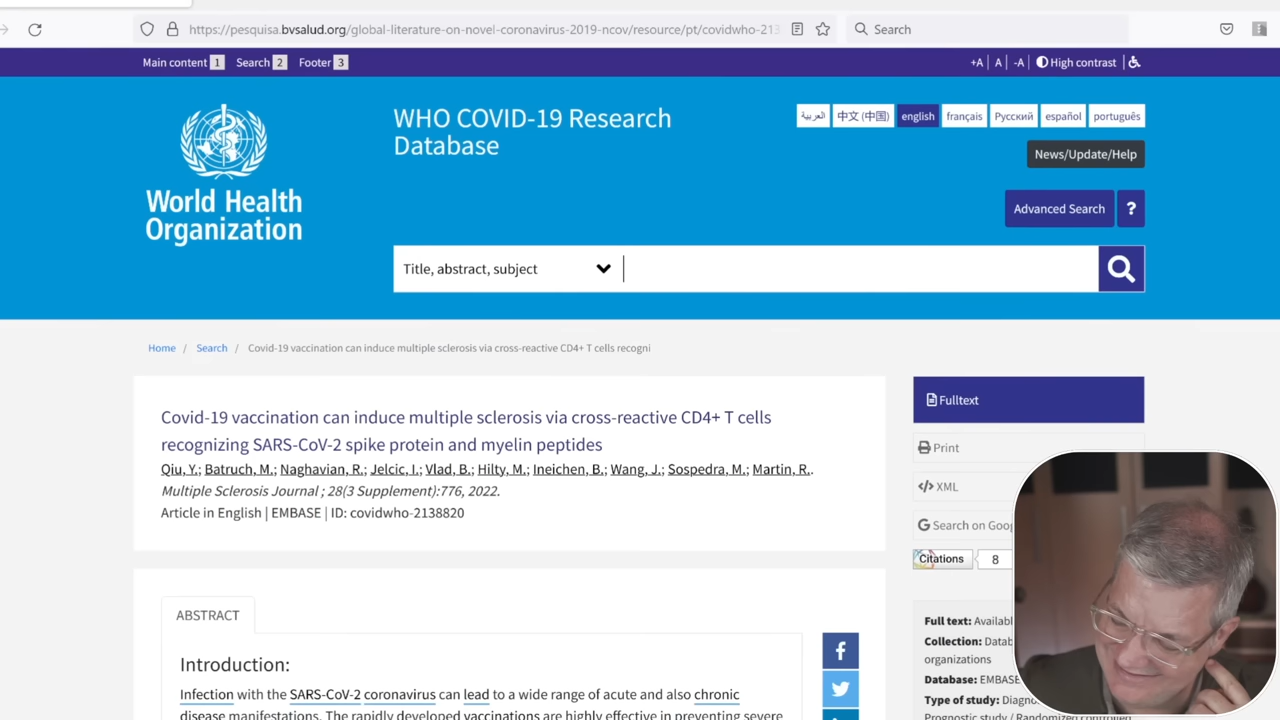 https://pesquisa.bvsalud.org/global-literature-on-novel-coronavirus-2019-ncov/resource/pt/covidwho-213
Search
Main content 1 Search 2 Footer 3
+A A -A High contrast
WHO COVID-19 Research
Database
العربية 中文 (中国) english français Русский español português
News/Update/Help
World Health
Organization
Advanced Search ?
Title, abstract, subject
Home / Search / Covid-19 vaccination can induce multiple sclerosis via cross-reactive CD4+ T cells recogni
Covid-19 vaccination can induce multiple sclerosis via cross-reactive CD4+ T cells
recognizing SARS-CoV-2 spike protein and myelin peptides
Qiu, Y.; Batruch, M.; Naghavian, R.; Jelcic, I.; Vlad, B.; Hilty, M.; Ineichen, B.; Wang, J.; Sospedra, M.; Martin, R..
Multiple Sclerosis Journal ; 28(3 Supplement):776, 2022.
Article in English | EMBASE | ID: covidwho-2138820
Fulltext
Print
</> XML
Search on Goo
Citations 8
ABSTRACT
Introduction:
Infection with the SARS-CoV-2 coronavirus can lead to a wide range of acute and also chronic
disease manifestations. The rapidly developed vaccinations are highly effective in preventing severe
Full text: Availabl
Collection: Datab
organizations
Database: EMBASE
Type of study: Diagno
Prognostic study / Randomized controlled